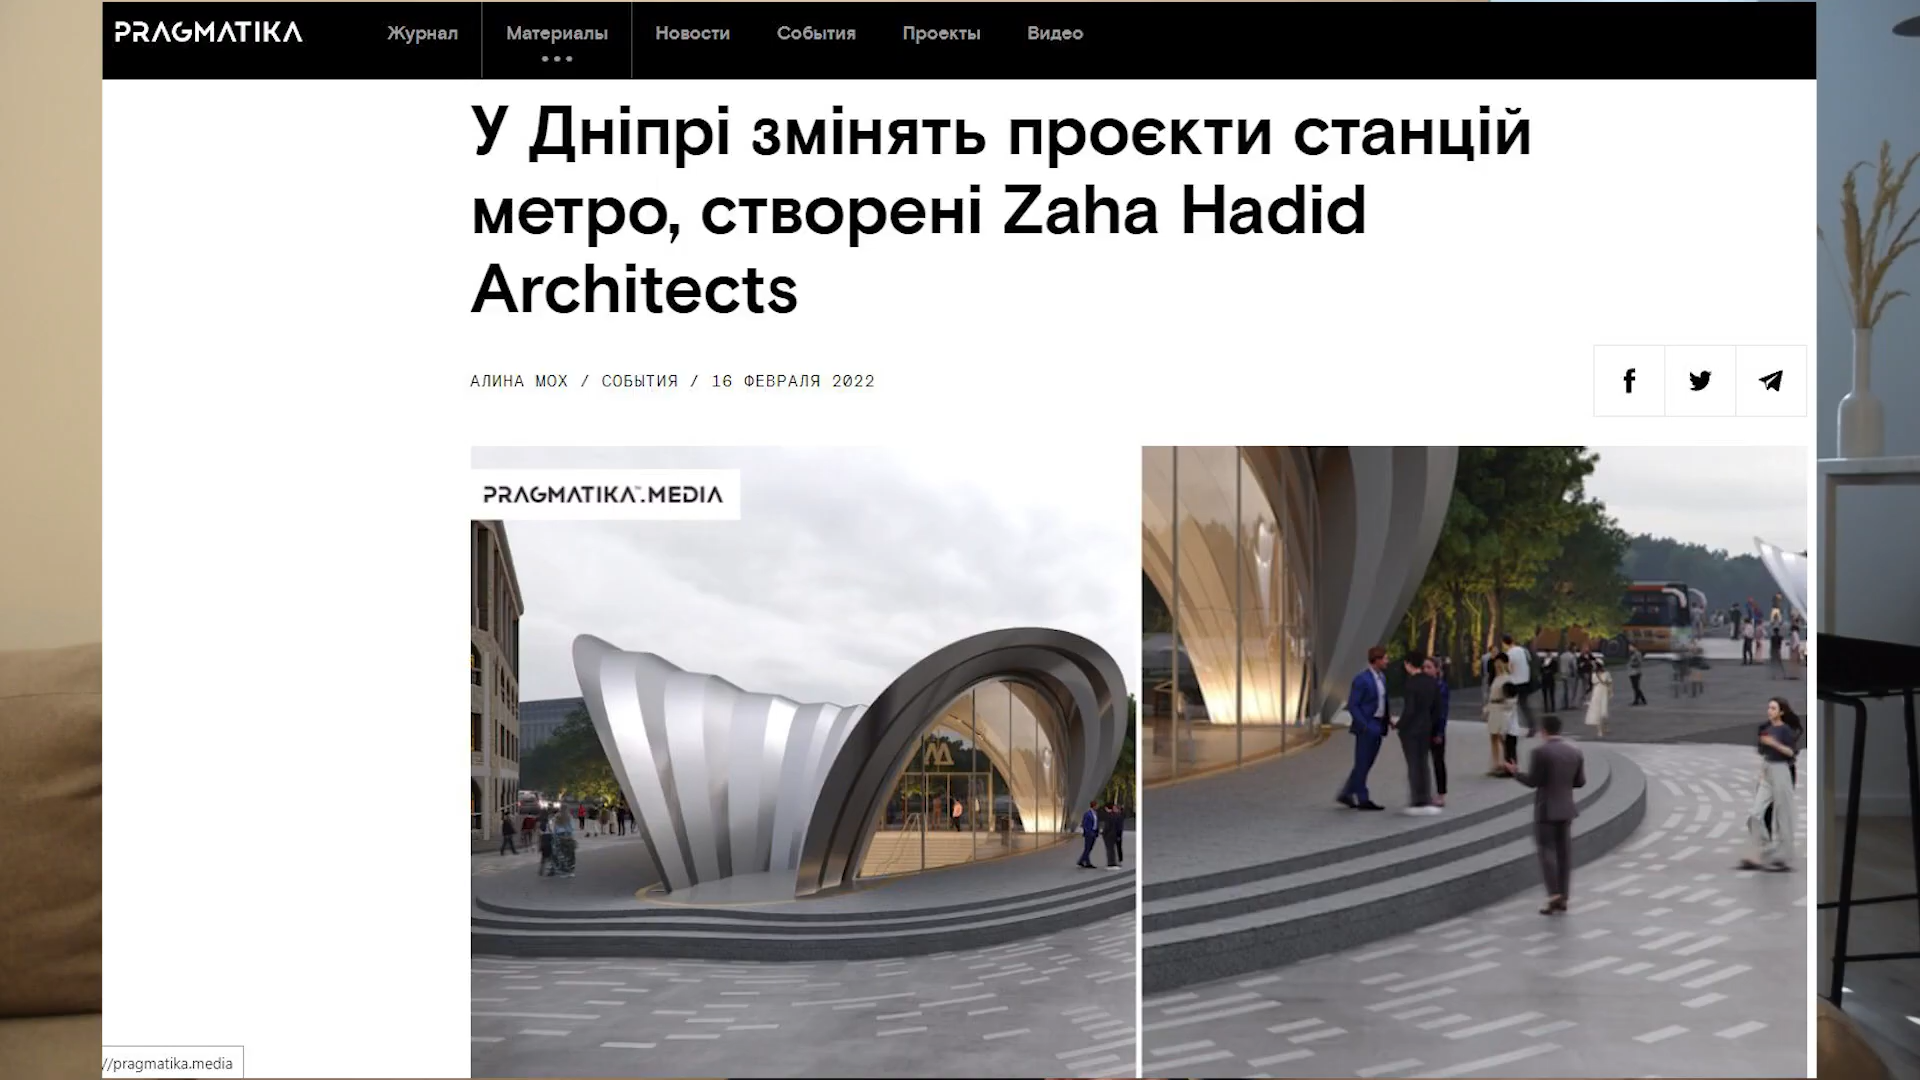 PRAGMATIKA
Журнал
Материалы
Новости
События
Проекты
Видео
У Дніпрі змінять проєкти станцій
метро, створені Zaha Hadid
Architects
АЛИНА МОХ / СОБЫТИЯ / 16 ФЕВРАЛЯ 2022
PRAGMATIKA™.MEDIA
//pragmatika.media